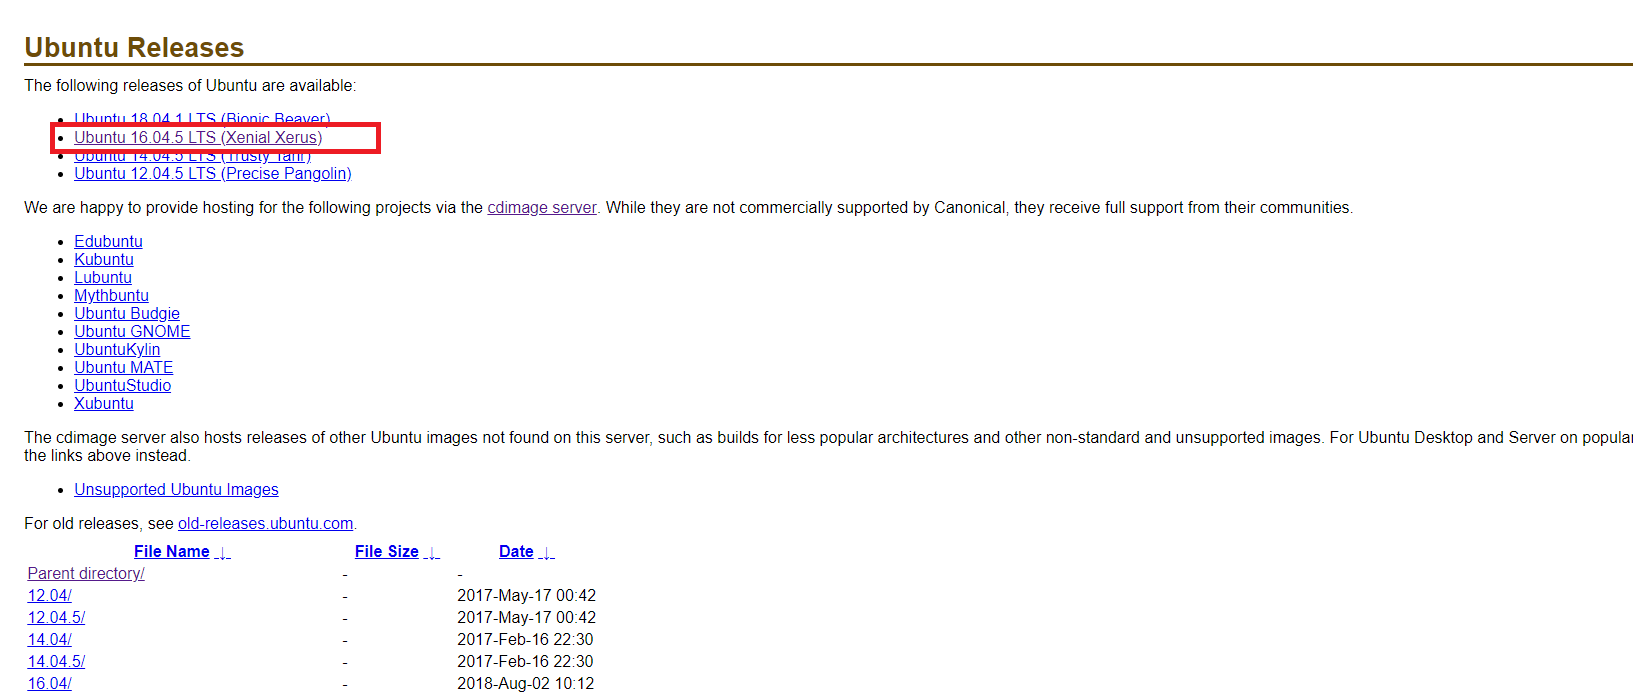 Ubuntu Releases
The following releases of Ubuntu are available:
Ubuntu 18.04.1 LTS (Bionic Beaver)
Ubuntu 16.04.5 LTS (Xenial Xerus)
Ubuntu 14.04.5 LTS (Trusty Tahr)
Ubuntu 12.04.5 LTS (Precise Pangolin)
We are happy to provide hosting for the following projects via the cdimage server. While they are not commercially supported by Canonical, they receive full support from their communities.
Edubuntu
Kubuntu
Lubuntu
Mythbuntu
Ubuntu Budgie
Ubuntu GNOME
UbuntuKylin
Ubuntu MATE
UbuntuStudio
Xubuntu
The cdimage server also hosts releases of other Ubuntu images not found on this server, such as builds for less popular architectures and other non-standard and unsupported images. For Ubuntu Desktop and Server on popular
the links above instead.
Unsupported Ubuntu Images
For old releases, see old-releases.ubuntu.com.
File Name ↓ File Size ↓ Date ↓
Parent directory/ - -
12.04/ - 2017-May-17 00:42
12.04.5/ - 2017-May-17 00:42
14.04/ - 2017-Feb-16 22:30
14.04.5/ - 2017-Feb-16 22:30
16.04/ - 2018-Aug-02 10:12